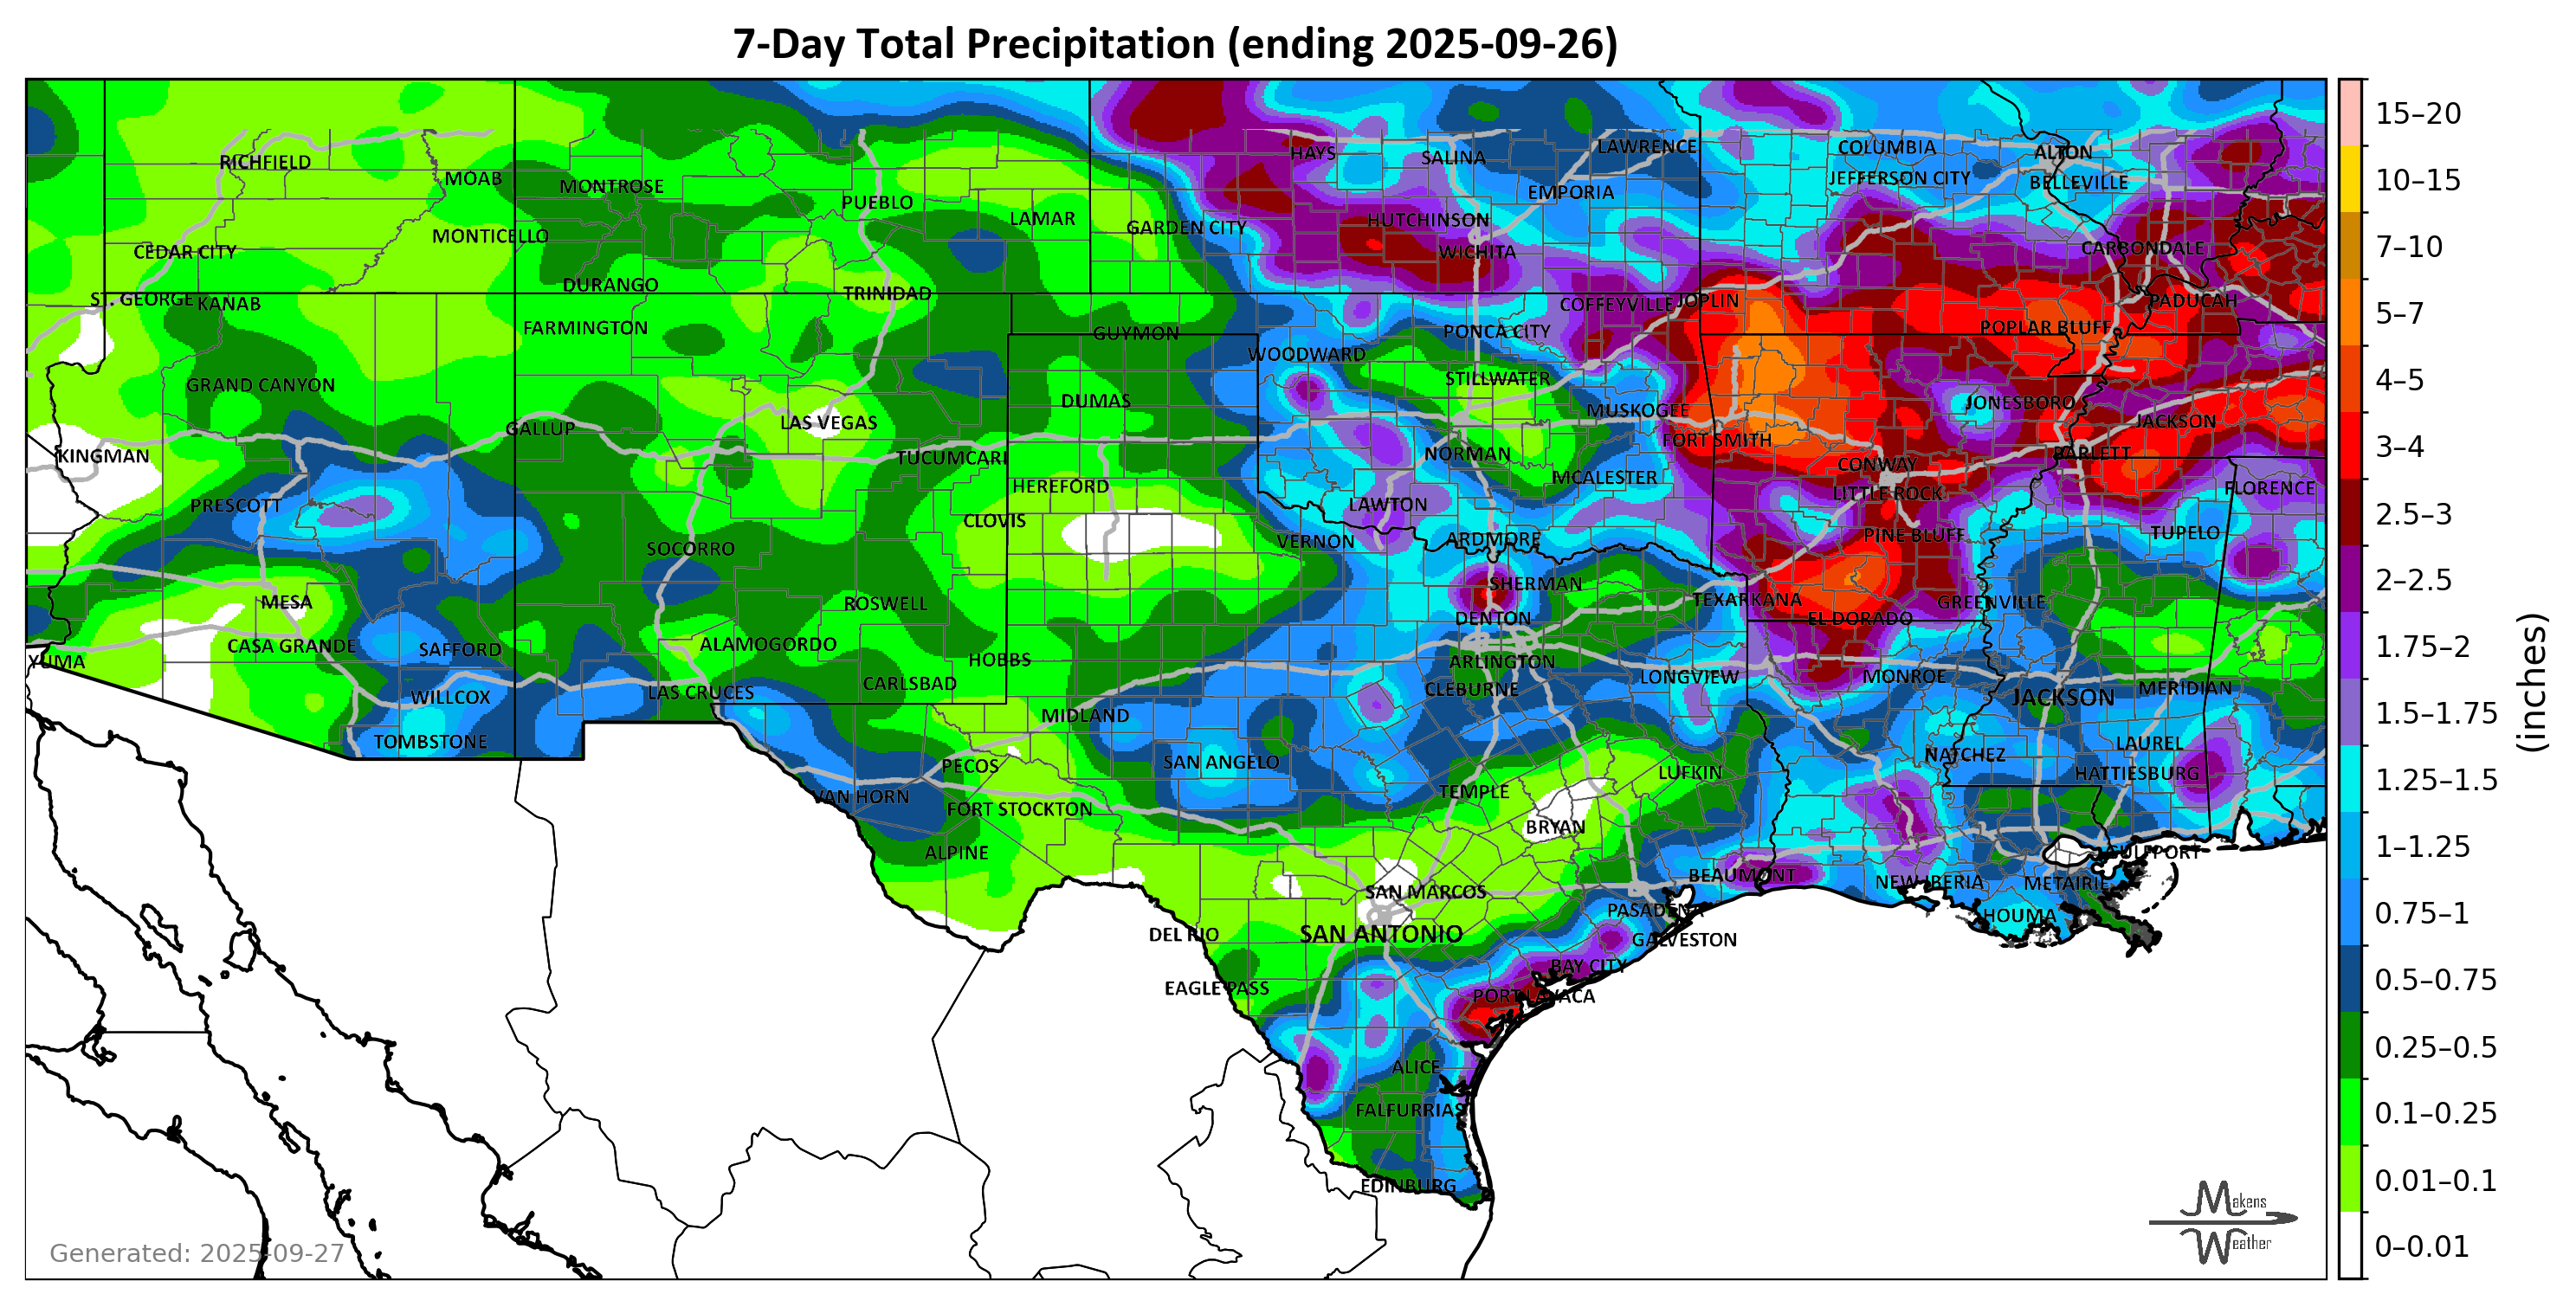 7-Day Total Precipitation (ending 2025-09-26)
RICHFIELD
MOAB
MONTROSE
PUEBLO
LAMAR
GARDEN CITY
HAYS
SALINA
LAWRENCE
EMPORIA
HUTCHINSON
WICHITA
COLUMBIA
JEFFERSON CITY
ALTON
BELLEVILLE
CARBONDALE
CEDAR CITY
MONTICELLO
DURANGO
TRINIDAD
ST. GEORGE
KANAB
FARMINGTON
GUYMON
COFFEYVILLE
JOPLIN
PONCA CITY
POPLAR BLUFF
PADUCAH
WOODWARD
STILLWATER
GRAND CANYON
DUMAS
MUSKOGEE
JONESBORO
JACKSON
GALLUP
LAS VEGAS
FORT SMITH
KINGMAN
TUCUMCARI
NORMAN
BARLETT
CONWAY
PRESCOTT
HEREFORD
LAWTON
MCALESTER
LITTLE ROCK
FLORENCE
CLOVIS
VERNON
ARDMORE
PINE BLUFF
TUPELO
SOCORRO
MESA
ROSWELL
SHERMAN
DENTON
TEXARKANA
GREENVILLE
EL DORADO
CASA GRANDE
SAFFORD
ALAMOGORDO
HOBBS
ARLINGTON
YUMA
WILLCOX
LAS CRUCES
CARLSBAD
CLEBURNE
LONGVIEW
MONROE
JACKSON
MERIDIAN
TOMBSTONE
MIDLAND
PECOS
SAN ANGELO
NATCHEZ
LAUREL
HATTIESBURG
VAN HORN
FORT STOCKTON
TEMPLE
LUFKIN
BRYAN
ALPINE
GULFPORT
SAN MARCOS
BEAUMONT
NEW IBERIA
METAIRIE
PASADENA
HOUMA
DEL RIO
SAN ANTONIO
GALVESTON
BAY CITY
EAGLE PASS
PORT LAVACA
ALICE
FALFURRIAS
EDINBURG
Generated: 2025-09-27
Makens
Weather
15–20
10–15
7–10
5–7
4–5
3–4
2.5–3
2–2.5
1.75–2
1.5–1.75
1.25–1.5
1–1.25
0.75–1
0.5–0.75
0.25–0.5
0.1–0.25
0.01–0.1
0–0.01
(inches)